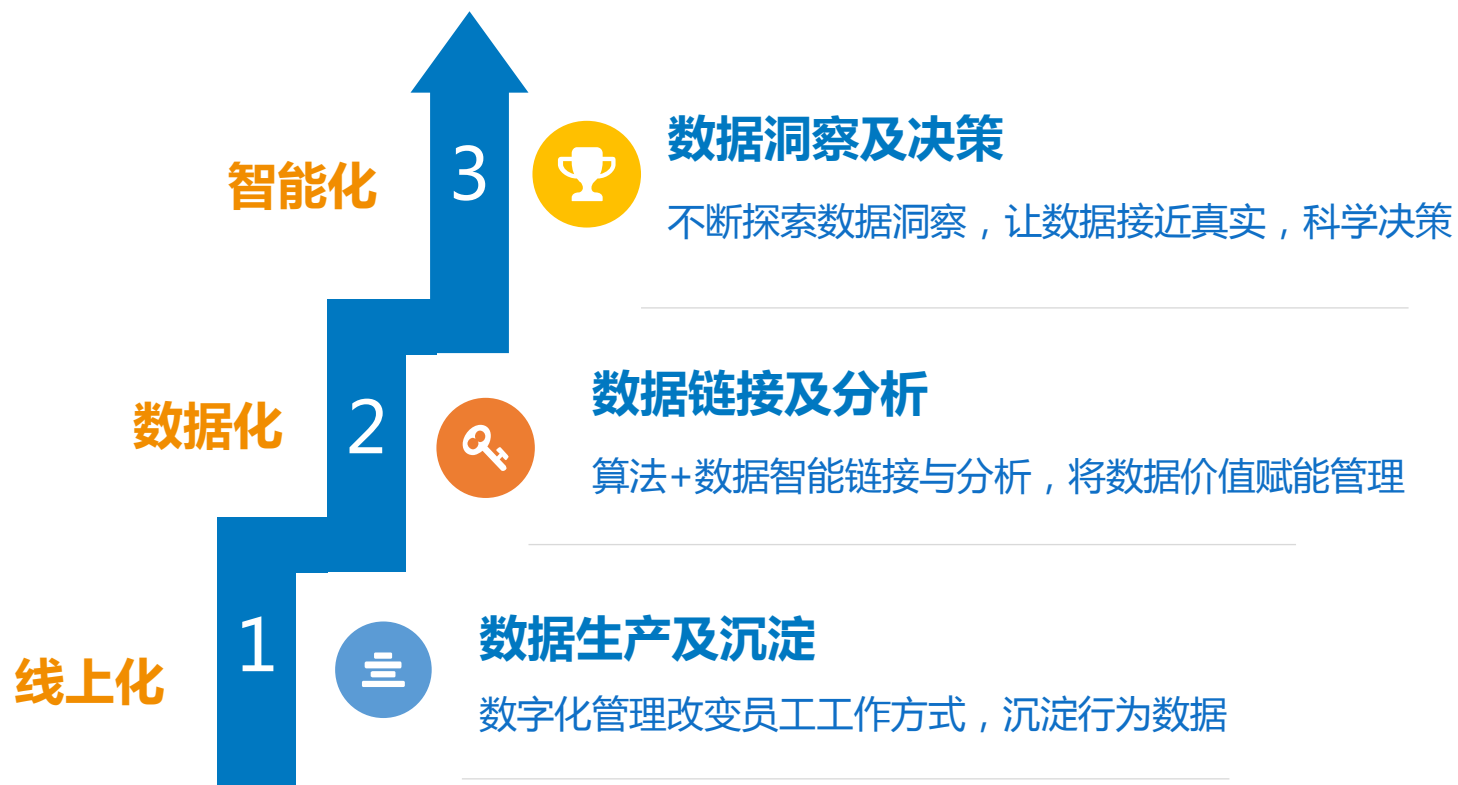 智能化
3
数据洞察及决策
不断探索数据洞察，让数据接近真实，科学决策
数据化
2
数据链接及分析
算法+数据智能链接与分析，将数据价值赋能管理
线上化
1
数据生产及沉淀
数字化管理改变员工工作方式，沉淀行为数据